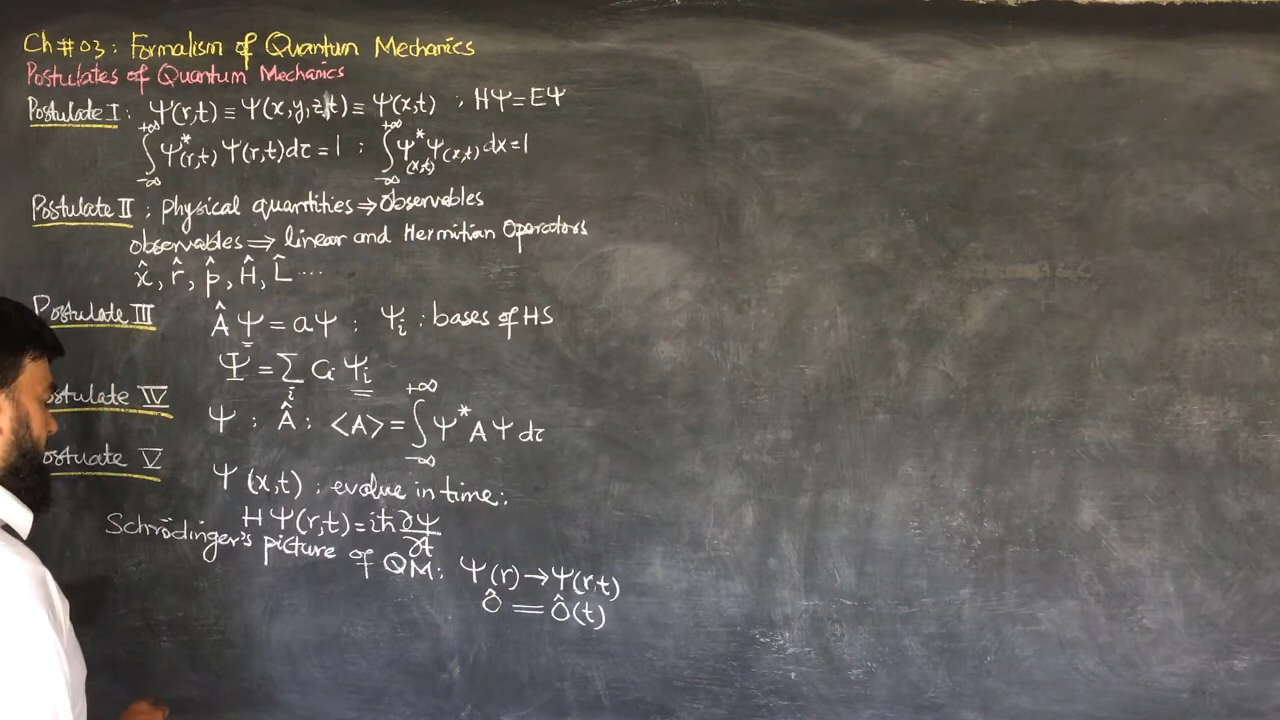 Ch # 03: Formalism of Quantum Mechanics
Postulates of Quantum Mechanics
Postulate I: Ψ(r,t) ≡ Ψ(x,y,z,t) ≡ Ψ(x,t) ; HΨ=EΨ
∫_{-∞}^{+∞} Ψ*(r,t) Ψ(r,t)dτ = 1 ; ∫_{-∞}^{+∞} Ψ*(x,t) Ψ(x,t) dx=1
Postulate II ; physical quantities ⇒ observables
observables ⇒ linear and Hermitian Operators
x̂, r̂, p̂, Ĥ, L̂ ....
Postulate III Âψ = aψ ; ψᵢ : bases of HS
Ψ = Σᵢ aᵢ ψᵢ
ostulate IV ψ ; Â : <A> = ∫_{-∞}^{+∞} ψ* A ψ dτ
ostuate V Ψ(x,t) ; evolve in time:
HΨ(r,t)=iħ ∂Ψ/∂t
Schrödinger's picture of QM: Ψ(r) → Ψ(r,t)
Ô = Ô(t)